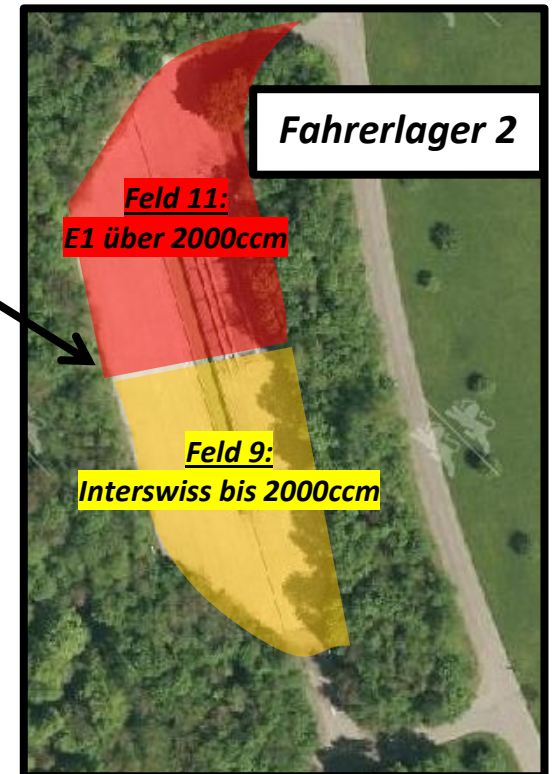 Fahrerlager 2
Feld 11:
E1 über 2000ccm
Feld 9:
Interswiss bis 2000ccm